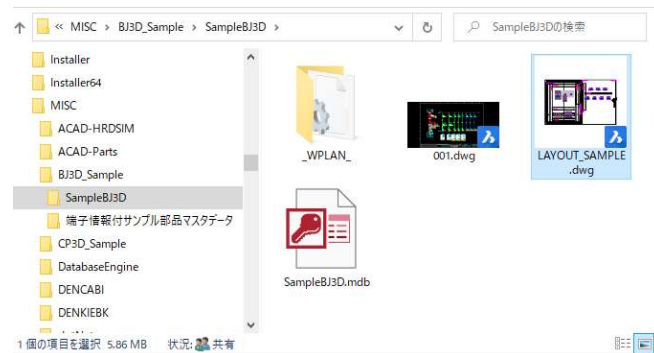 « MISC › BJ3D_Sample › SampleBJ3D ›
SampleBJ3Dの検索
Installer
Installer64
MISC
ACAD-HRDSIM
ACAD-Parts
BJ3D_Sample
SampleBJ3D
端子情報付サンプル部品マスタデータ
CP3D_Sample
DatabaseEngine
DENCABI
DENKIEBK
_WPLAN_
001.dwg
LAYOUT_SAMPLE
.dwg
SampleBJ3D.mdb
1 個の項目を選択 5.86 MB 状況: 共有